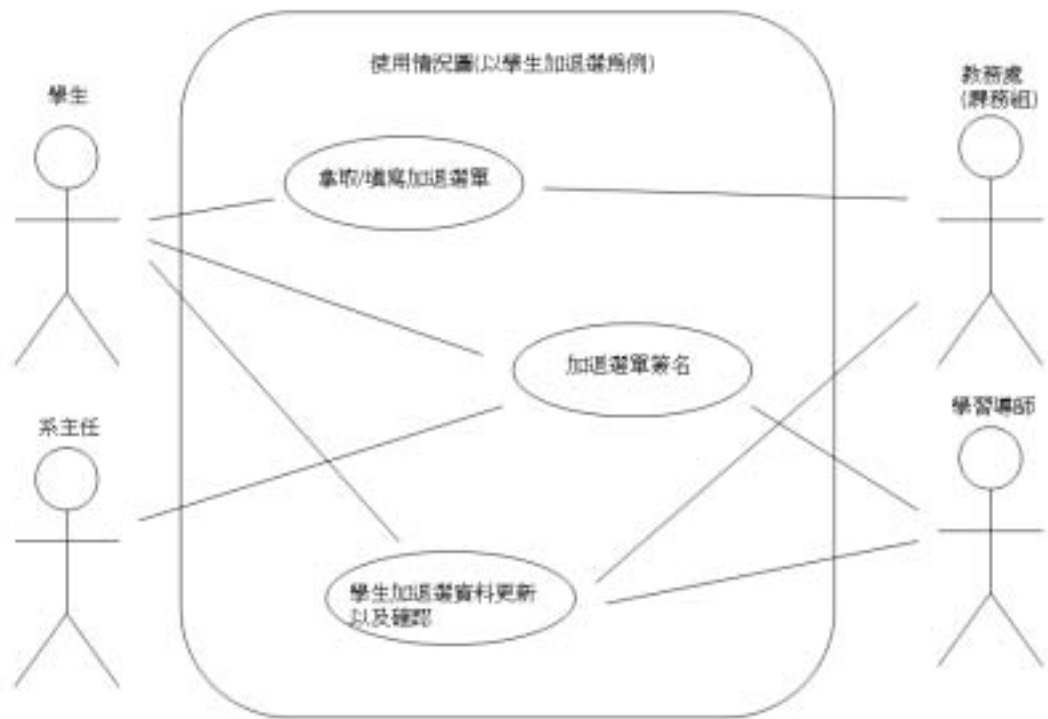 使用情況圖(以學生加退選為例)
學生
教務處
(課務組)
拿取/填寫加退選單
加退選單簽名
系主任
學習導師
學生加退選資料更新
以及確認